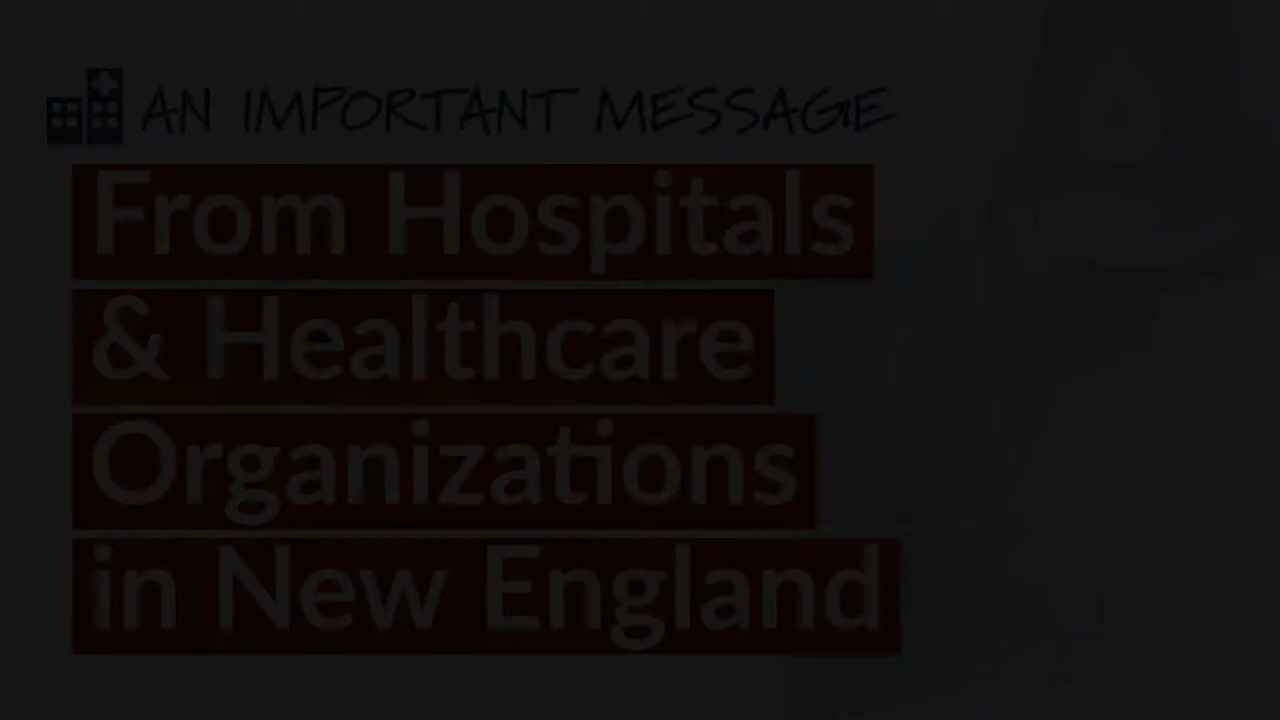 AN IMPORTANT MESSAGE
From Hospitals
& Healthcare
Organizations
in New England